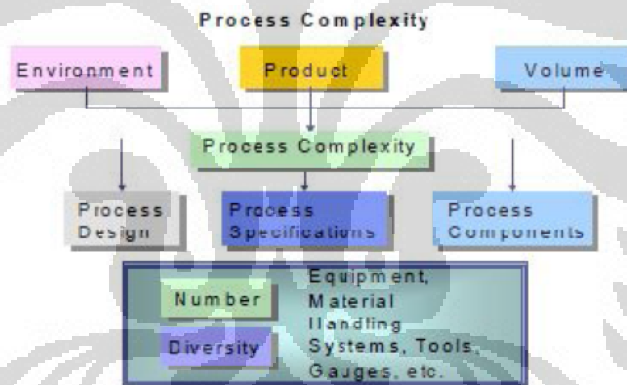 Process Complexity
Environment
Product
Volume
Process Complexity
Process
Design
Process
Specifications
Process
Components
Number
Diversity
Equipment,
Material
Handling
Systems, Tools,
Gauges, etc.